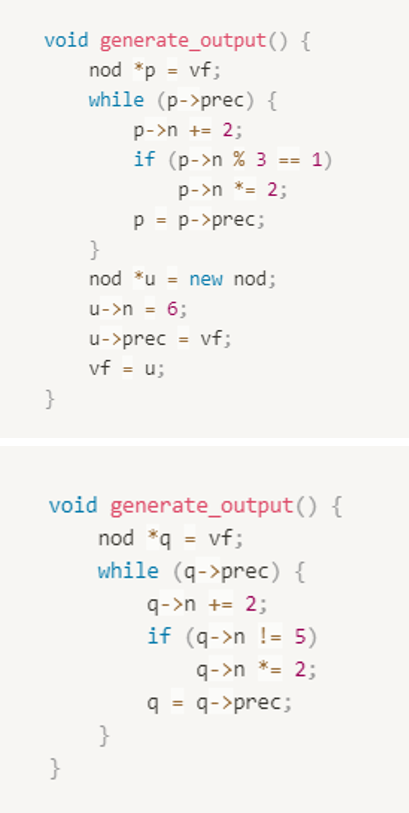 void generate_output() {
    nod *p = vf;
    while (p->prec) {
        p->n += 2;
        if (p->n % 3 == 1)
            p->n *= 2;
        p = p->prec;
    }
    nod *u = new nod;
    u->n = 6;
    u->prec = vf;
    vf = u;
}
void generate_output() {
    nod *q = vf;
    while (q->prec) {
        q->n += 2;
        if (q->n != 5)
            q->n *= 2;
        q = q->prec;
    }
}